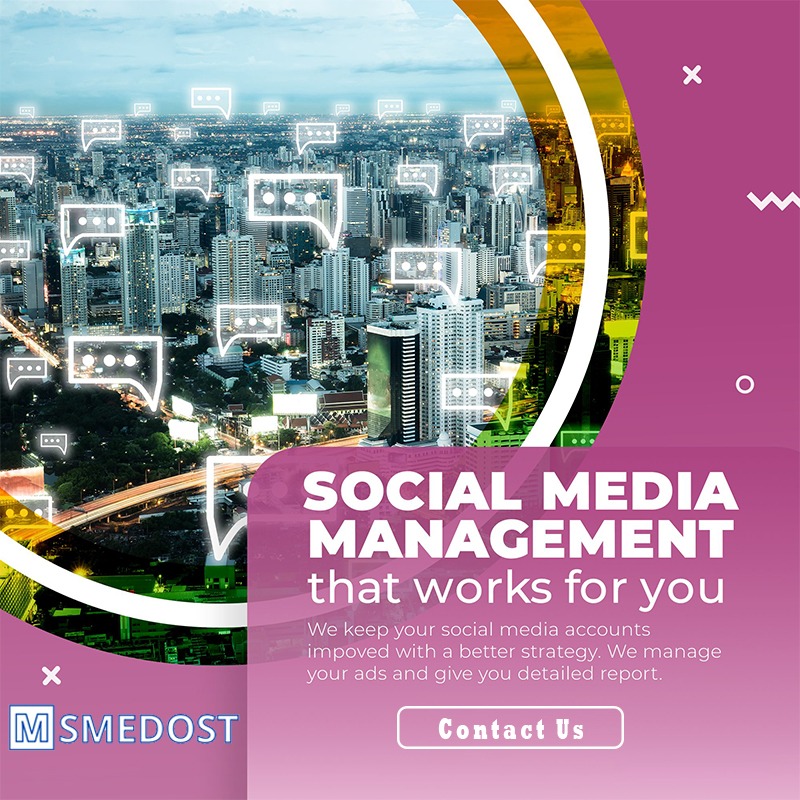 SOCIAL MEDIA
MANAGEMENT
that works for you
We keep your social media accounts
impoved with a better strategy. We manage
your ads and give you detailed report.
M SMEDOST
Contact Us